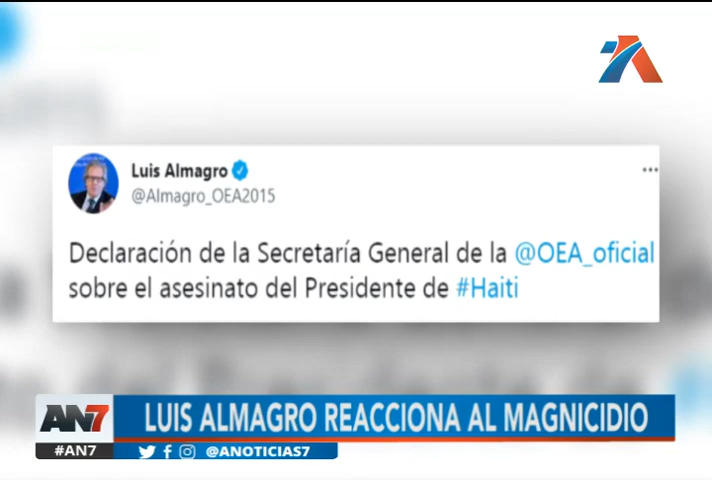 Luis Almagro
@Almagro_OEA2015
Declaración de la Secretaría General de la @OEA_oficial
sobre el asesinato del Presidente de #Haiti
AN7
LUIS ALMAGRO REACCIONA AL MAGNICIDIO
#AN7
@ANOTICIAS7